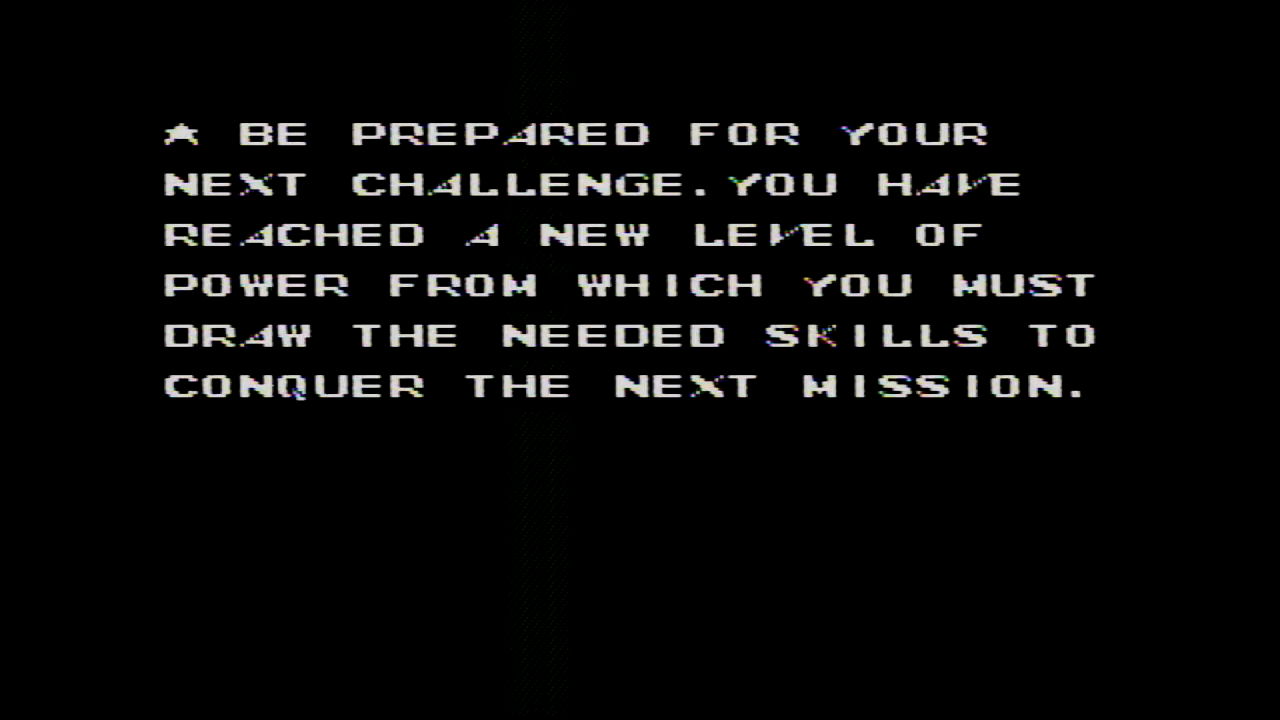 ★ BE PREPARED FOR YOUR
NEXT CHALLENGE.YOU HAVE
REACHED A NEW LEVEL OF
POWER FROM WHICH YOU MUST
DRAW THE NEEDED SKILLS TO
CONQUER THE NEXT MISSION.